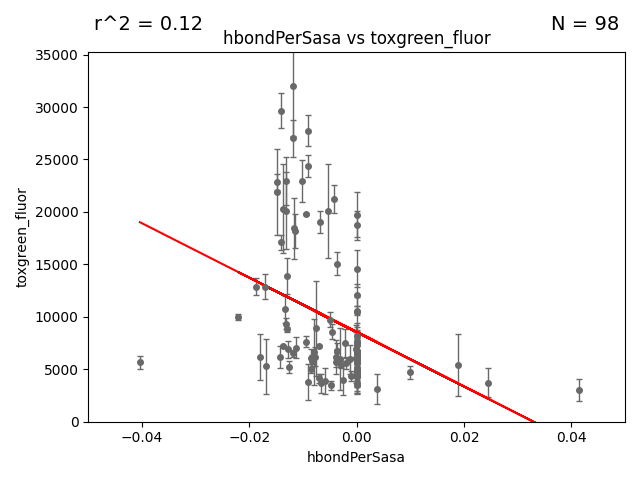 r^2 = 0.12
N = 98
hbondPerSasa vs toxgreen_fluor
toxgreen_fluor
35000
30000
25000
20000
15000
10000
5000
0
−0.04
−0.02
0.00
0.02
0.04
hbondPerSasa